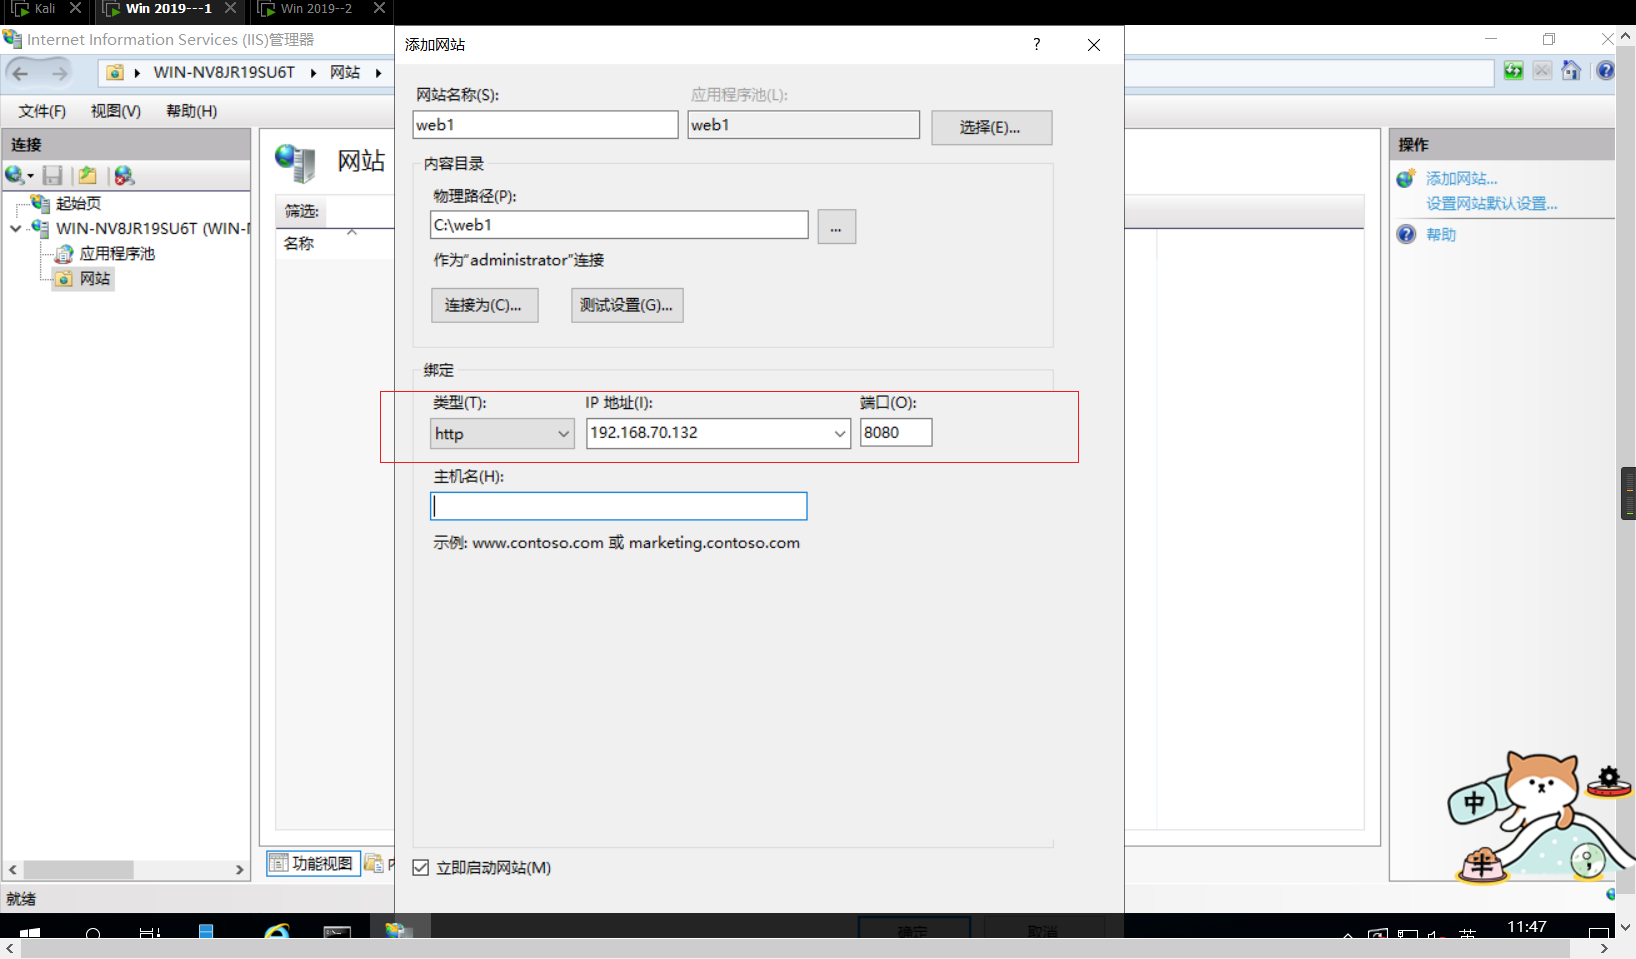 Kali
Win 2019---1
Win 2019--2
Internet Information Services (IIS)管理器
添加网站
?
WIN-NV8JR19SU6T
网站
文件(F)
视图(V)
帮助(H)
网站名称(S):
应用程序池(L):
web1
web1
选择(E)...
连接
网站
操作
内容目录
添加网站...
物理路径(P):
设置网站默认设置...
起始页
筛选:
C:\web1
...
WIN-NV8JR19SU6T (WIN-N
名称
帮助
应用程序池
作为“administrator”连接
网站
连接为(C)...
测试设置(G)...
绑定
类型(T):
IP 地址(I):
端口(O):
http
192.168.70.132
8080
主机名(H):
示例: www.contoso.com 或 marketing.contoso.com
中
半
功能视图
立即启动网站(M)
就绪
确定
取消
英
11:47